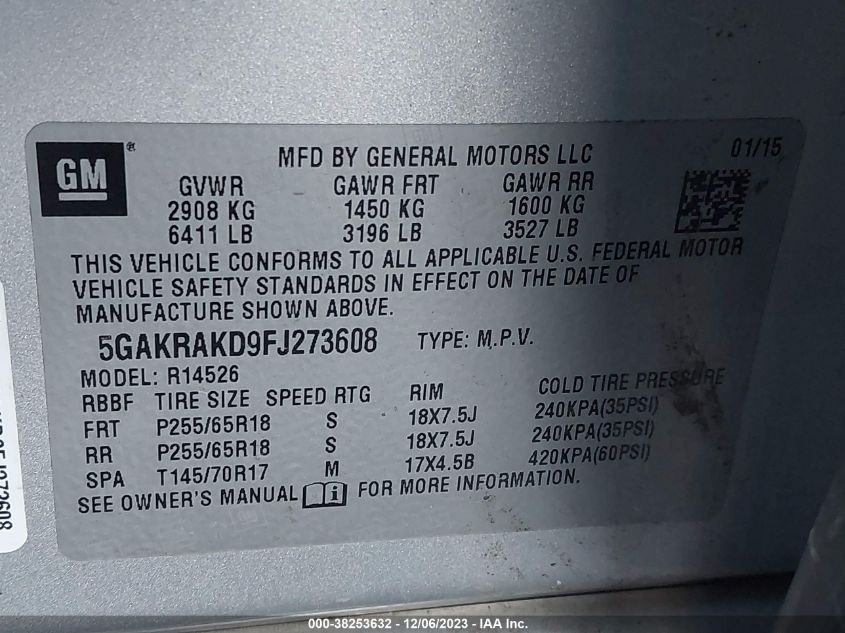 GM ®
MFD BY GENERAL MOTORS LLC 01/15
GVWR GAWR FRT GAWR RR
2908 KG 1450 KG 1600 KG
6411 LB 3196 LB 3527 LB
THIS VEHICLE CONFORMS TO ALL APPLICABLE U.S. FEDERAL MOTOR
VEHICLE SAFETY STANDARDS IN EFFECT ON THE DATE OF
MANUFACTURE SHOWN ABOVE.
5GAKRAKD9FJ273608 TYPE: M.P.V.
MODEL: R14526
RBBF TIRE SIZE SPEED RTG RIM COLD TIRE PRESSURE
FRT P255/65R18 S 18X7.5J 240KPA(35PSI)
RR P255/65R18 S 18X7.5J 240KPA(35PSI)
SPA T145/70R17 M 17X4.5B 420KPA(60PSI)
SEE OWNER'S MANUAL i FOR MORE INFORMATION.
000-38253632 - 12/06/2023 - IAA Inc.